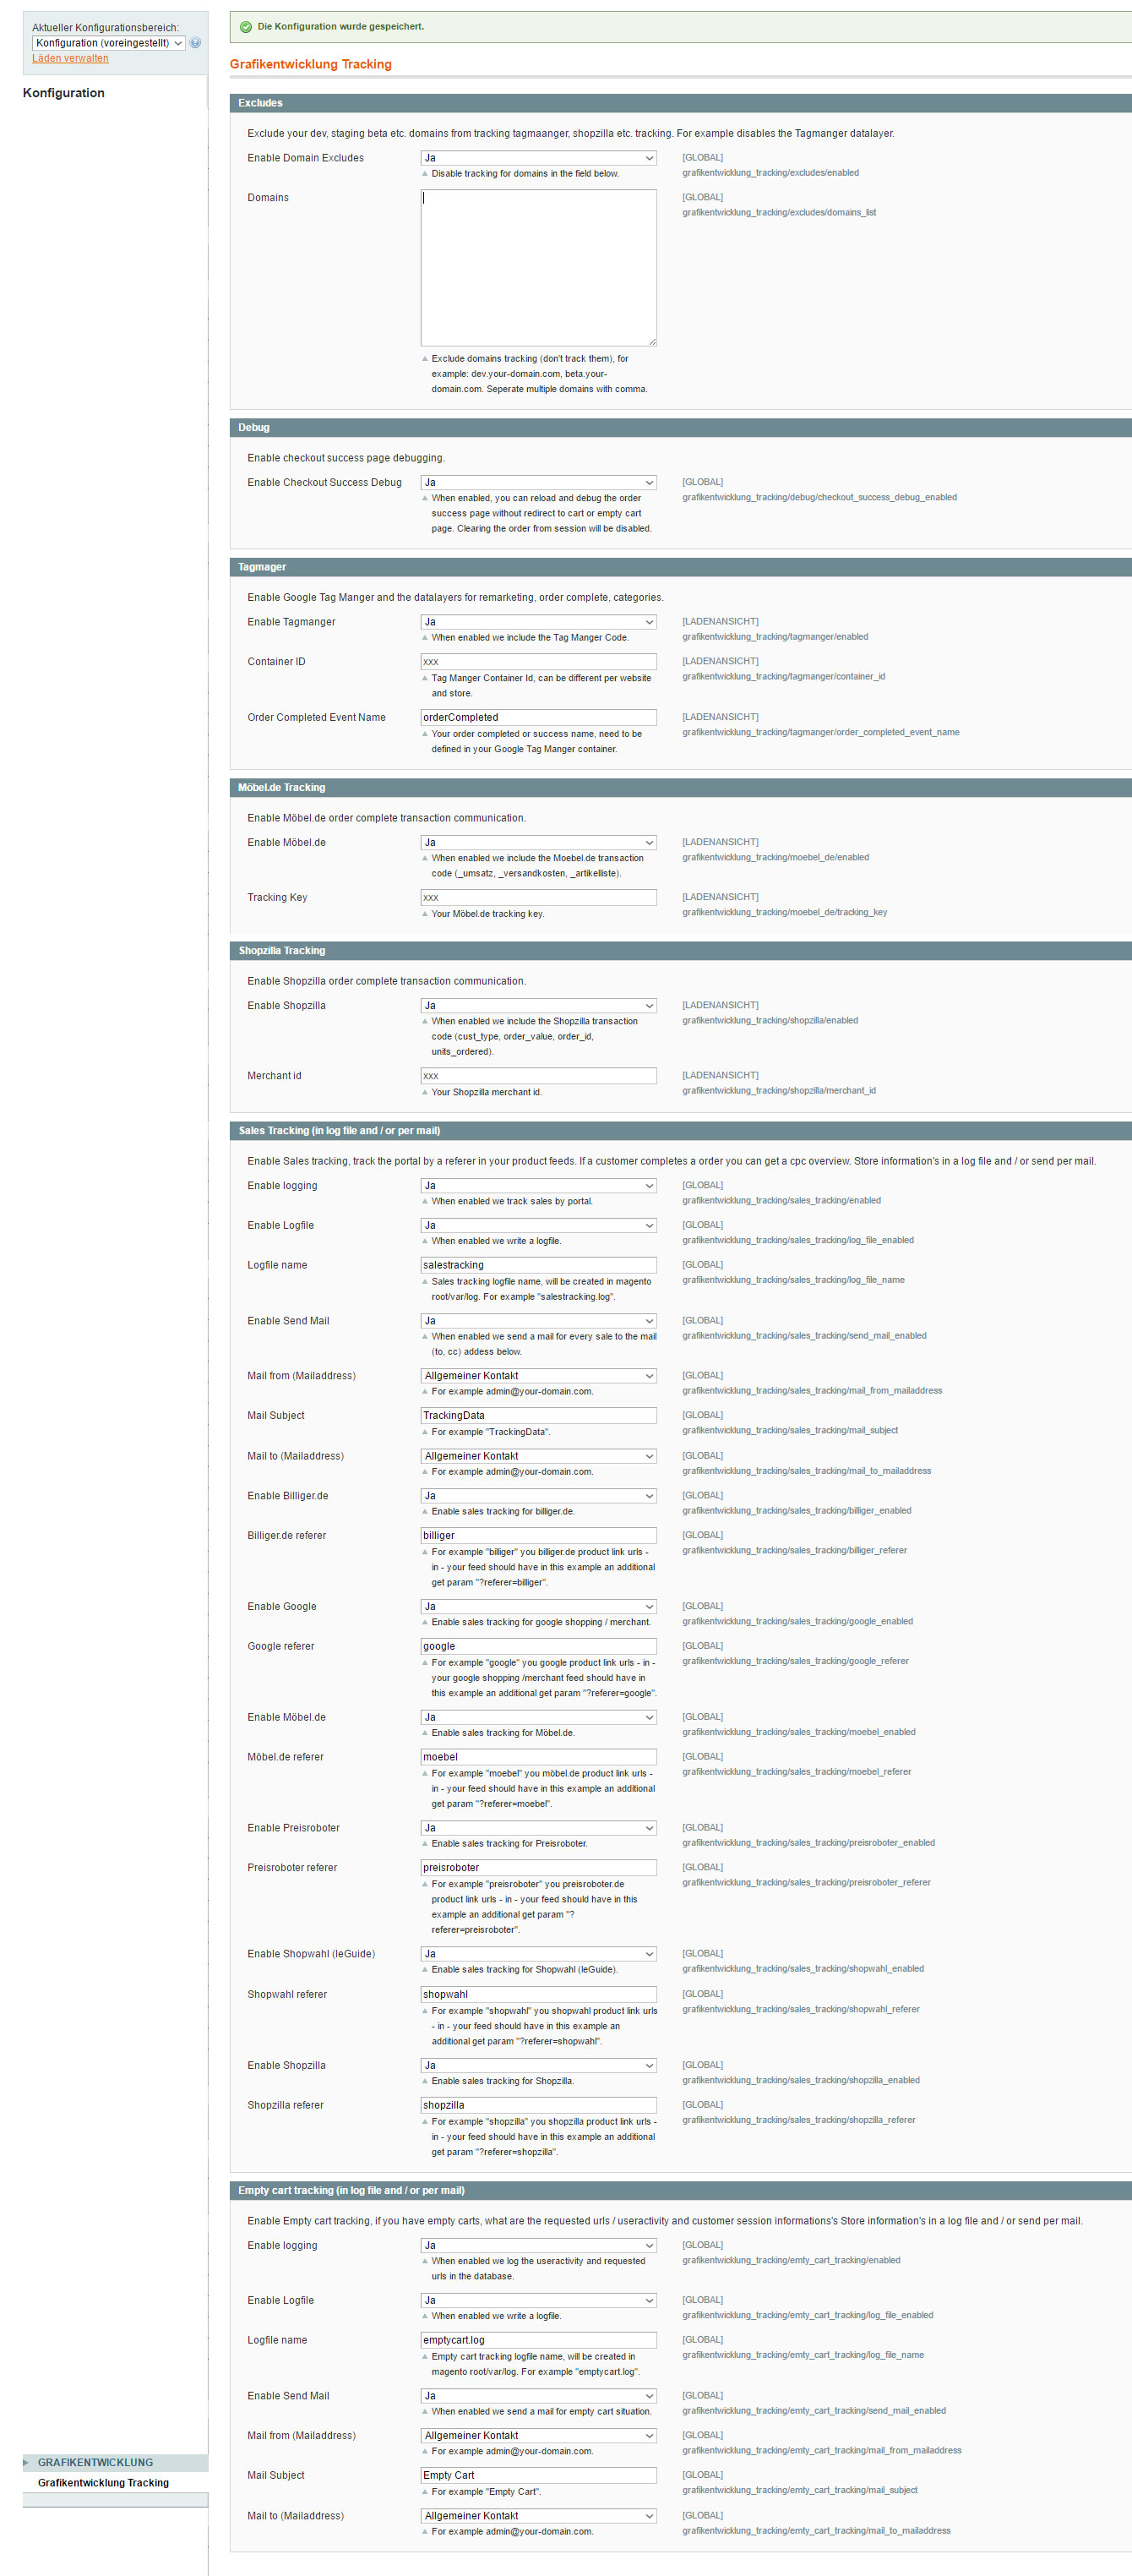 Aktueller Konfigurationsbereich:
Konfiguration (voreingestellt)
Läden verwalten
Konfiguration
Die Konfiguration wurde gespeichert.
Grafikentwicklung Tracking
Excludes
Exclude your dev, staging beta etc. domains from tracking tagmaanger, shopzilla etc. tracking. For example disables the Tagmanger datalayer.
Enable Domain Excludes Ja [GLOBAL]
Disable tracking for domains in the field below. grafikentwicklung_tracking/excludes/enabled
Domains [GLOBAL]
grafikentwicklung_tracking/excludes/domains_list
Exclude domains tracking (don't track them), for
example: dev.your-domain.com, beta.your-
domain.com. Seperate multiple domains with comma.
Debug
Enable checkout success page debugging.
Enable Checkout Success Debug Ja [GLOBAL]
When enabled, you can reload and debug the order grafikentwicklung_tracking/debug/checkout_success_debug_enabled
success page without redirect to cart or empty cart
page. Clearing the order from session will be disabled.
Tagmager
Enable Google Tag Manger and the datalayers for remarketing, order complete, categories.
Enable Tagmanger Ja [LADENANSICHT]
When enabled we include the Tag Manger Code. grafikentwicklung_tracking/tagmanger/enabled
Container ID xxx [LADENANSICHT]
Tag Manger Container Id, can be different per website grafikentwicklung_tracking/tagmanger/container_id
and store.
Order Completed Event Name orderCompleted [LADENANSICHT]
Your order completed or success name, need to be grafikentwicklung_tracking/tagmanger/order_completed_event_name
defined in your Google Tag Manger container.
Möbel.de Tracking
Enable Möbel.de order complete transaction communication.
Enable Möbel.de Ja [LADENANSICHT]
When enabled we include the Moebel.de transaction grafikentwicklung_tracking/moebel_de/enabled
code (_umsatz, _versandkosten, _artikelliste).
Tracking Key xxx [LADENANSICHT]
Your Möbel.de tracking key. grafikentwicklung_tracking/moebel_de/tracking_key
Shopzilla Tracking
Enable Shopzilla order complete transaction communication.
Enable Shopzilla Ja [LADENANSICHT]
When enabled we include the Shopzilla transaction grafikentwicklung_tracking/shopzilla/enabled
code (cust_type, order_value, order_id,
units_ordered).
Merchant id xxx [LADENANSICHT]
Your Shopzilla merchant id. grafikentwicklung_tracking/shopzilla/merchant_id
Sales Tracking (in log file and / or per mail)
Enable Sales tracking, track the portal by a referer in your product feeds. If a customer completes a order you can get a cpc overview. Store information's in a log file and / or send per mail.
Enable logging Ja [GLOBAL]
When enabled we track sales by portal. grafikentwicklung_tracking/sales_tracking/enabled
Enable Logfile Ja [GLOBAL]
When enabled we write a logfile. grafikentwicklung_tracking/sales_tracking/log_file_enabled
Logfile name salestracking [GLOBAL]
Sales tracking logfile name, will be created in magento grafikentwicklung_tracking/sales_tracking/log_file_name
root/var/log. For example "salestracking.log".
Enable Send Mail Ja [GLOBAL]
When enabled we send a mail for every sale to the mail grafikentwicklung_tracking/sales_tracking/send_mail_enabled
(to, cc) addess below.
Mail from (Mailaddress) Allgemeiner Kontakt [GLOBAL]
For example admin@your-domain.com. grafikentwicklung_tracking/sales_tracking/mail_from_mailaddress
Mail Subject TrackingData [GLOBAL]
For example "TrackingData". grafikentwicklung_tracking/sales_tracking/mail_subject
Mail to (Mailaddress) Allgemeiner Kontakt [GLOBAL]
For example admin@your-domain.com. grafikentwicklung_tracking/sales_tracking/mail_to_mailaddress
Enable Billiger.de Ja [GLOBAL]
Enable sales tracking for billiger.de. grafikentwicklung_tracking/sales_tracking/billiger_enabled
Billiger.de referer billiger [GLOBAL]
For example "billiger" you billiger.de product link urls - grafikentwicklung_tracking/sales_tracking/billiger_referer
in - your feed should have in this example an additional
get param "?referer=billiger".
Enable Google Ja [GLOBAL]
Enable sales tracking for google shopping / merchant. grafikentwicklung_tracking/sales_tracking/google_enabled
Google referer google [GLOBAL]
For example "google" you google product link urls - in - grafikentwicklung_tracking/sales_tracking/google_referer
your google shopping /merchant feed should have in
this example an additional get param "?referer=google".
Enable Möbel.de Ja [GLOBAL]
Enable sales tracking for Möbel.de. grafikentwicklung_tracking/sales_tracking/moebel_enabled
Möbel.de referer moebel [GLOBAL]
For example "moebel" you möbel.de product link urls - grafikentwicklung_tracking/sales_tracking/moebel_referer
in - your feed should have in this example an additional
get param "?referer=moebel".
Enable Preisroboter Ja [GLOBAL]
Enable sales tracking for Preisroboter. grafikentwicklung_tracking/sales_tracking/preisroboter_enabled
Preisroboter referer preisroboter [GLOBAL]
For example "preisroboter" you preisroboter.de grafikentwicklung_tracking/sales_tracking/preisroboter_referer
product link urls - in - your feed should have in this
example an additional get param "?
referer=preisroboter".
Enable Shopwahl (leGuide) Ja [GLOBAL]
Enable sales tracking for Shopwahl (leGuide). grafikentwicklung_tracking/sales_tracking/shopwahl_enabled
Shopwahl referer shopwahl [GLOBAL]
For example "shopwahl" you shopwahl product link urls grafikentwicklung_tracking/sales_tracking/shopwahl_referer
- in - your feed should have in this example an
additional get param "?referer=shopwahl".
Enable Shopzilla Ja [GLOBAL]
Enable sales tracking for Shopzilla. grafikentwicklung_tracking/sales_tracking/shopzilla_enabled
Shopzilla referer shopzilla [GLOBAL]
For example "shopzilla" you shopzilla product link urls - grafikentwicklung_tracking/sales_tracking/shopzilla_referer
in - your feed should have in this example an additional
get param "?referer=shopzilla".
Empty cart tracking (in log file and / or per mail)
Enable Empty cart tracking, if you have empty carts, what are the requested urls / useractivity and customer session informations's Store information's in a log file and / or send per mail.
Enable logging Ja [GLOBAL]
When enabled we log the useractivity and requested grafikentwicklung_tracking/emty_cart_tracking/enabled
urls in the database.
Enable Logfile Ja [GLOBAL]
When enabled we write a logfile. grafikentwicklung_tracking/emty_cart_tracking/log_file_enabled
Logfile name emptycart.log [GLOBAL]
Empty cart tracking logfile name, will be created in grafikentwicklung_tracking/emty_cart_tracking/log_file_name
magento root/var/log. For example "emptycart.log".
Enable Send Mail Ja [GLOBAL]
When enabled we send a mail for empty cart situation. grafikentwicklung_tracking/emty_cart_tracking/send_mail_enabled
Mail from (Mailaddress) Allgemeiner Kontakt [GLOBAL]
For example admin@your-domain.com. grafikentwicklung_tracking/emty_cart_tracking/mail_from_mailaddress
Mail Subject Empty Cart [GLOBAL]
For example "Empty Cart". grafikentwicklung_tracking/emty_cart_tracking/mail_subject
Mail to (Mailaddress) Allgemeiner Kontakt [GLOBAL]
For example admin@your-domain.com. grafikentwicklung_tracking/emty_cart_tracking/mail_to_mailaddress
GRAFIKENTWICKLUNG
Grafikentwicklung Tracking